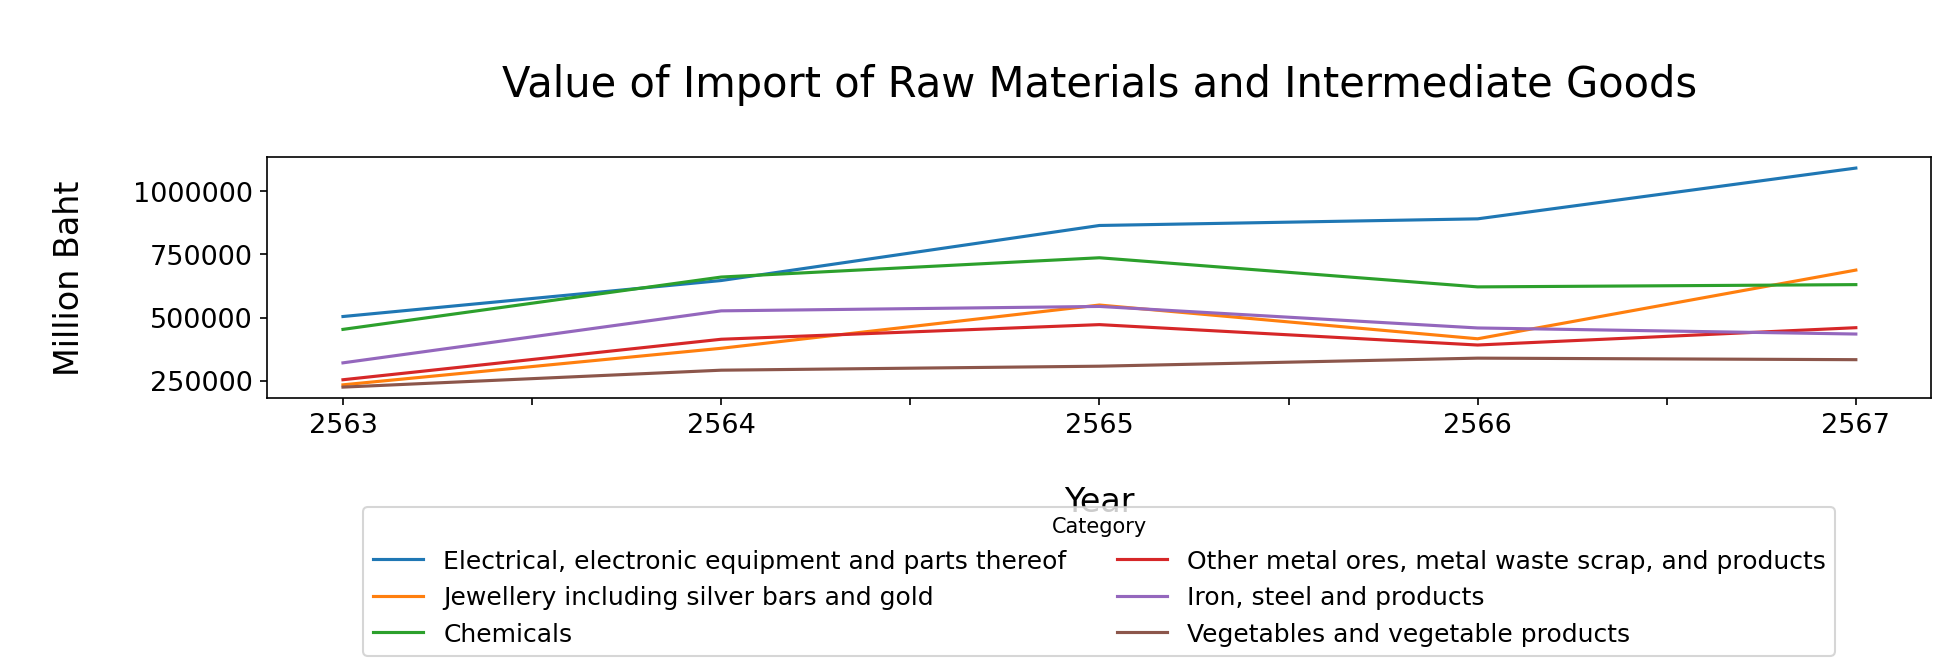 Value of Import of Raw Materials and Intermediate Goods
Million Baht
1000000
750000
500000
250000
2563 2564 2565 2566 2567
Year
Category
Electrical, electronic equipment and parts thereof
Jewellery including silver bars and gold
Chemicals
Other metal ores, metal waste scrap, and products
Iron, steel and products
Vegetables and vegetable products